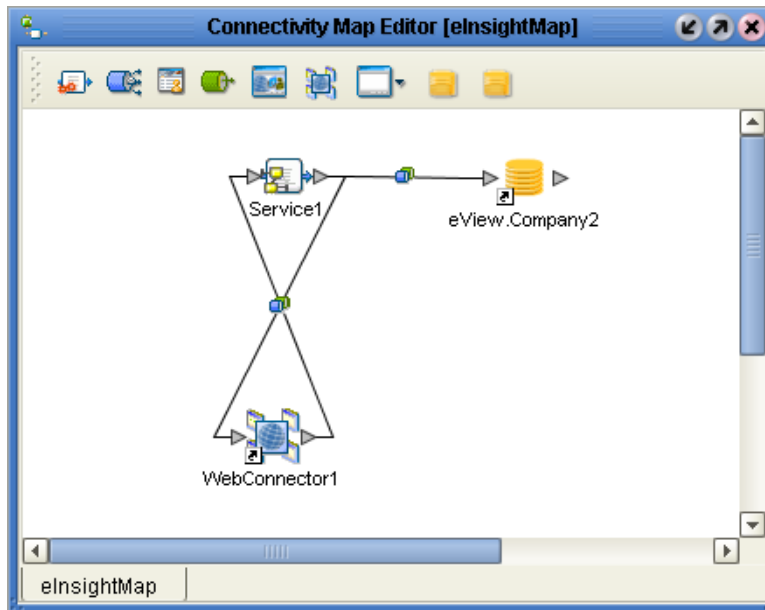 Connectivity Map Editor [eInsightMap]
Service1
eView.Company2
WebConnector1
eInsightMap